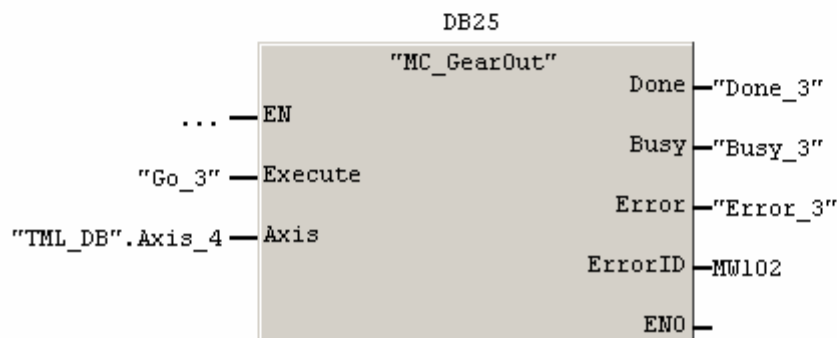 DB25
"MC_GearOut"
Done "Done_3"
... EN
Busy "Busy_3"
"Go_3" Execute
Error "Error_3"
"TML_DB".Axis_4 Axis
ErrorID MW102
ENO